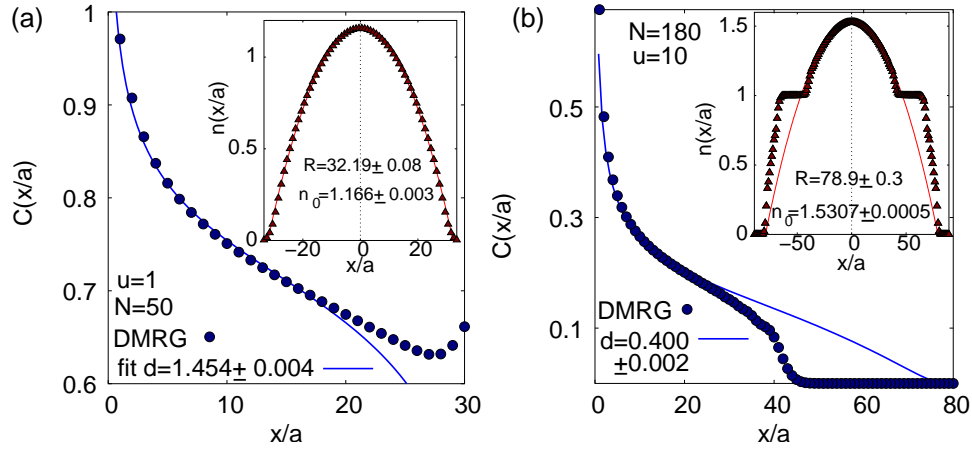 (a)
1
0.9
0.8
0.7
0.6
C(x/a)
0
10
20
30
x/a
u=1
N=50
DMRG
fit d=1.454± 0.004
1
0.5
0
n(x/a)
−20
0
20
x/a
R=32.19± 0.08
n0=1.166± 0.003
(b)
N=180
u=10
0.5
0.3
0.1
C(x/a)
0
20
40
60
80
x/a
DMRG
d=0.400
±0.002
1.5
1
0.5
0
n(x/a)
−50
0
50
x/a
R=78.9± 0.3
n0=1.5307±0.0005